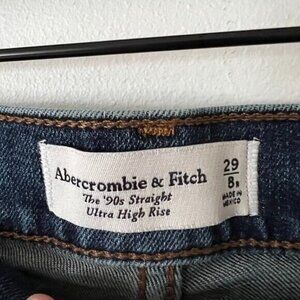 Abercrombie & Fitch
The '90s Straight
Ultra High Rise
29
8R
MADE IN
MEXICO